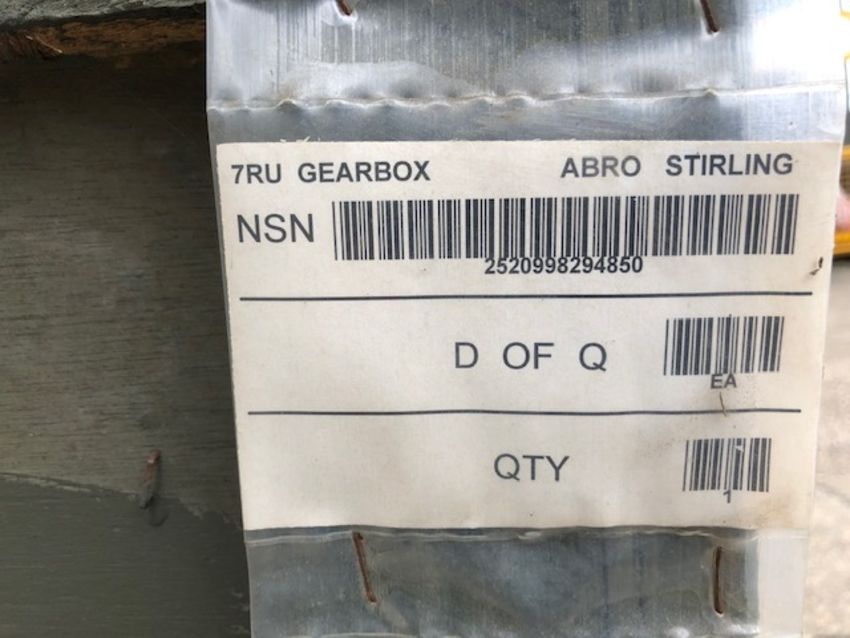 7RU GEARBOX ABRO STIRLING
NSN
2520998294850
D OF Q
EA
QTY
1